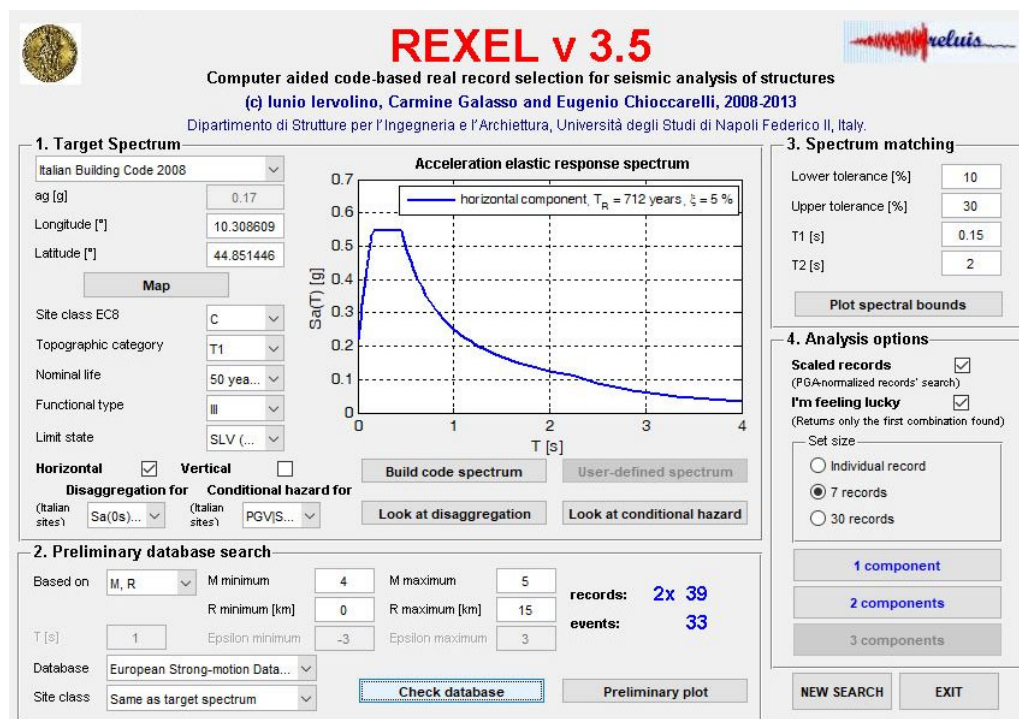 REXEL v 3.5
reluis
Computer aided code-based real record selection for seismic analysis of structures
(c) Iunio Iervolino, Carmine Galasso and Eugenio Chioccarelli, 2008-2013
Dipartimento di Strutture per l'Ingegneria e l'Archiettura, Università degli Studi di Napoli Federico II, Italy.
1. Target Spectrum
Italian Building Code 2008
ag [g] 0.17
Longitude [°] 10.308609
Latitude [°] 44.851446
Map
Site class EC8 C
Topographic category T1
Nominal life 50 yea...
Functional type III
Limit state SLV (...
Horizontal Vertical
Disaggregation for Conditional hazard for
(Italian sites) Sa(0s)... (Italian sites) PGV|S...
Acceleration elastic response spectrum
horizontal component, T_R = 712 years, ξ = 5 %
Sa(T) [g]
0.7
0.6
0.5
0.4
0.3
0.2
0.1
0
0 1 2 3 4
T [s]
Build code spectrum User-defined spectrum
Look at disaggregation Look at conditional hazard
2. Preliminary database search
Based on M, R M minimum 4 M maximum 5
R minimum [km] 0 R maximum [km] 15
T [s] 1 Epsilon minimum -3 Epsilon maximum 3
records: 2x 39
events: 33
Database European Strong-motion Data...
Site class Same as target spectrum
Check database Preliminary plot
3. Spectrum matching
Lower tolerance [%] 10
Upper tolerance [%] 30
T1 [s] 0.15
T2 [s] 2
Plot spectral bounds
4. Analysis options
Scaled records
(PGA-normalized records' search)
I'm feeling lucky
(Returns only the first combination found)
Set size
Individual record
7 records
30 records
1 component
2 components
3 components
NEW SEARCH EXIT